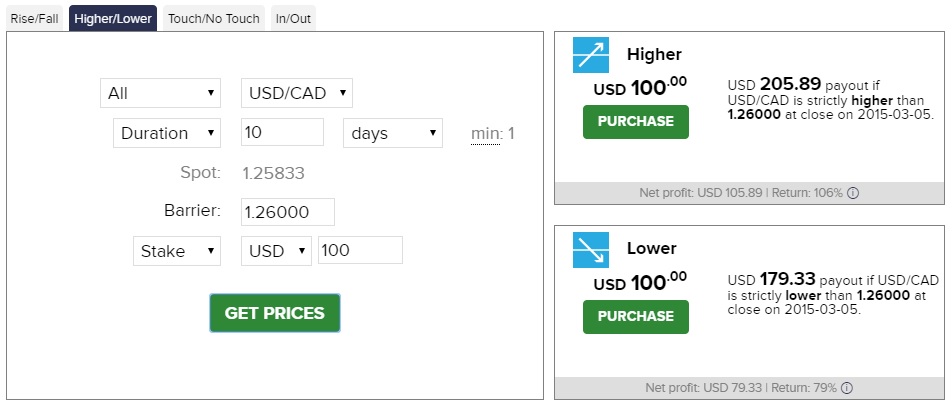 Rise/Fall Higher/Lower Touch/No Touch In/Out
All USD/CAD
Duration 10 days min: 1
Spot: 1.25833
Barrier: 1.26000
Stake USD 100
GET PRICES
Higher
USD 100.00
PURCHASE
USD 205.89 payout if
USD/CAD is strictly higher than
1.26000 at close on 2015-03-05.
Net profit: USD 105.89 | Return: 106%
Lower
USD 100.00
PURCHASE
USD 179.33 payout if USD/CAD
is strictly lower than 1.26000 at
close on 2015-03-05.
Net profit: USD 79.33 | Return: 79%